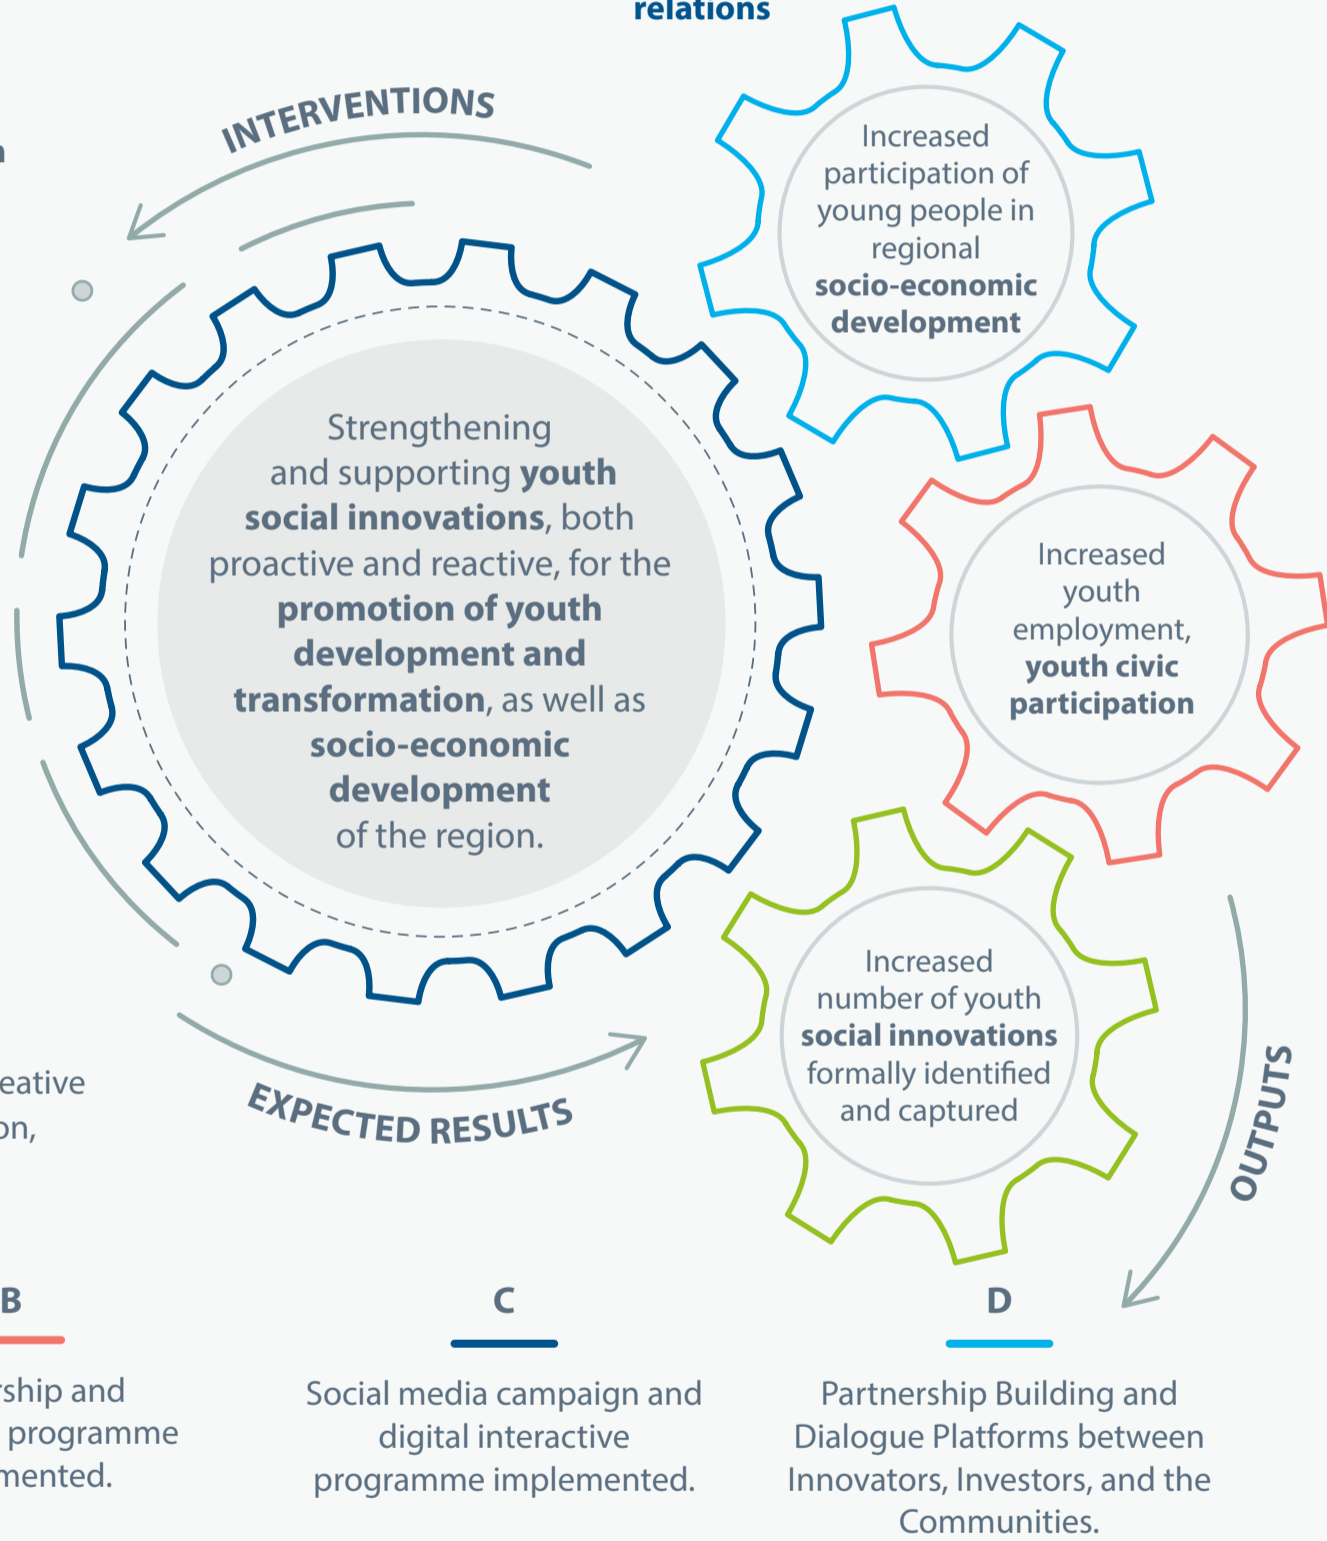 relations
INTERVENTIONS
Increased
participation of
young people in
regional
socio-economic
development
Strengthening
and supporting youth
social innovations, both
proactive and reactive, for the
promotion of youth
development and
transformation, as well as
socio-economic
development
of the region.
Increased
youth
employment,
youth civic
participation
Increased
number of youth
social innovations
formally identified
and captured
EXPECTED RESULTS
OUTPUTS
eative
on,
B
rship and
programme
mented.
C
Social media campaign and
digital interactive
programme implemented.
D
Partnership Building and
Dialogue Platforms between
Innovators, Investors, and the
Communities.